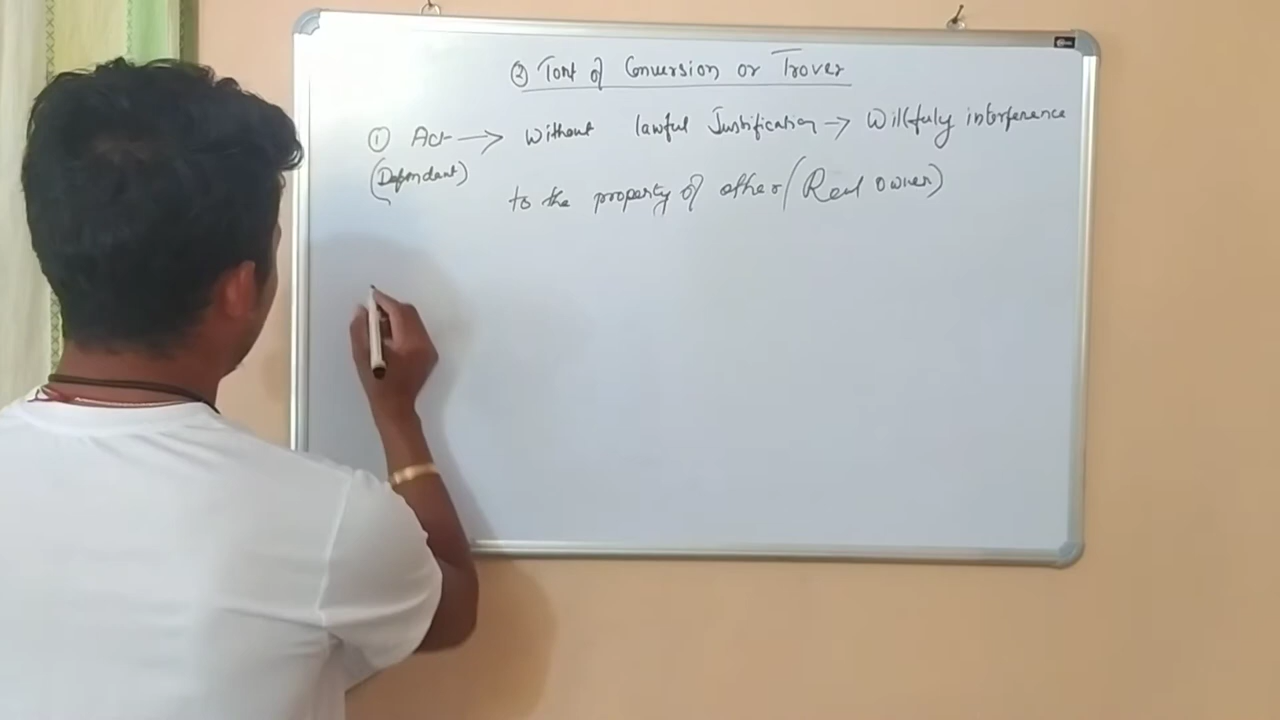 ② Tort of Conversion or Trover
① Act → Without lawful Justification → Willfuly interference
(Defendant)
to the property of other (Real owner)